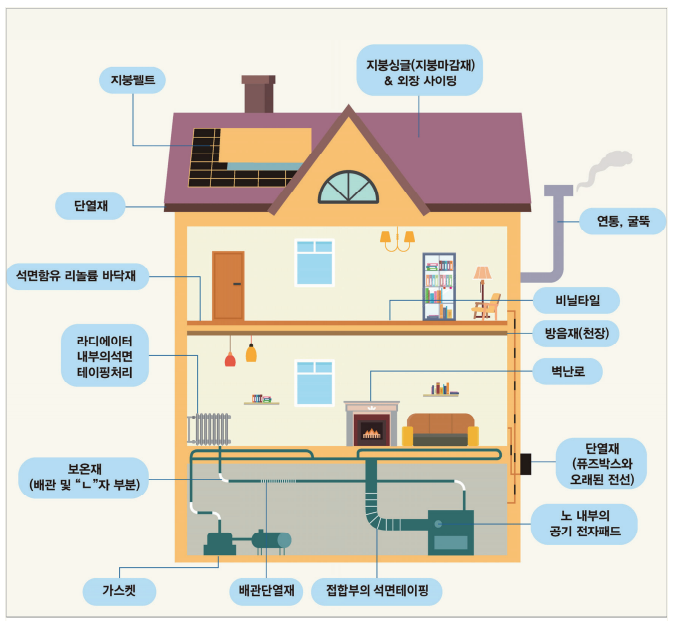 지붕펠트
지붕싱글(지붕마감재)
& 외장 사이딩
단열재
연통, 굴뚝
석면함유 리놀륨 바닥재
비닐타일
라디에이터
내부의석면
테이핑처리
방음재(천장)
벽난로
보온재
(배관 및 “ㄴ”자 부분)
단열재
(퓨즈박스와
오래된 전선)
노 내부의
공기 전자패드
가스켓
배관단열재
접합부의 석면테이핑